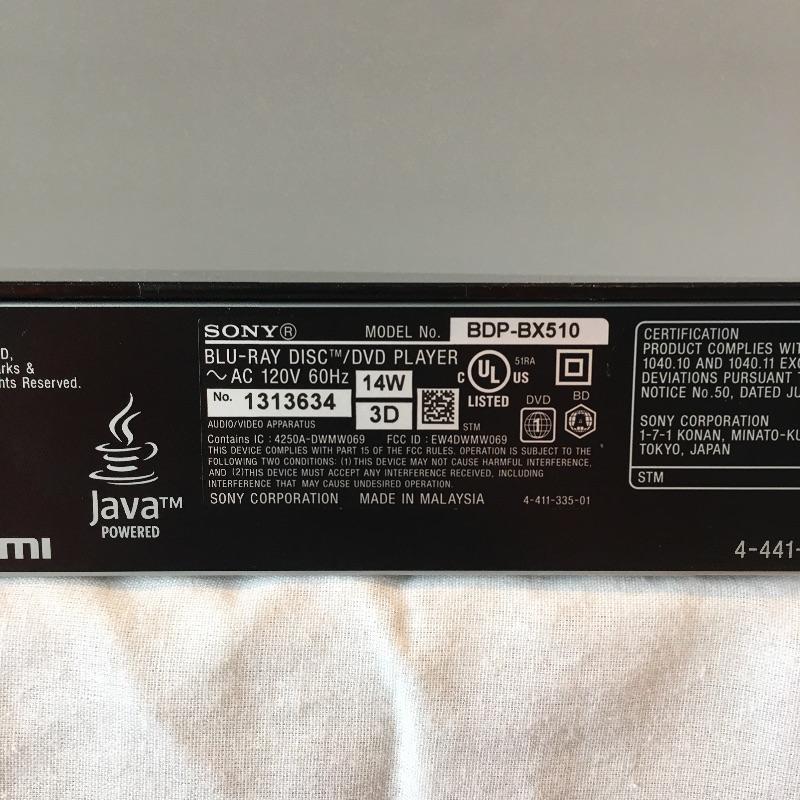 D,
rks &
hts Reserved.
Java™
POWERED
mi
SONY® MODEL No. BDP-BX510
BLU-RAY DISC™/DVD PLAYER
~ AC 120V 60Hz 14W
No. 1313634 3D
C UL US 51RA
LISTED
DVD BD
1 A
AUDIO/VIDEO APPARATUS STM
Contains IC : 4250A-DWMW069 FCC ID : EW4DWMW069
THIS DEVICE COMPLIES WITH PART 15 OF THE FCC RULES. OPERATION IS SUBJECT TO THE
FOLLOWING TWO CONDITIONS: (1) THIS DEVICE MAY NOT CAUSE HARMFUL INTERFERENCE,
AND (2)THIS DEVICE MUST ACCEPT ANY INTERFERENCE RECEIVED, INCLUDING
INTERFERENCE THAT MAY CAUSE UNDESIRED OPERATION.
SONY CORPORATION MADE IN MALAYSIA 4-411-335-01
CERTIFICATION
PRODUCT COMPLIES WIT
1040.10 AND 1040.11 EXC
DEVIATIONS PURSUANT T
NOTICE No.50, DATED JU
SONY CORPORATION
1-7-1 KONAN, MINATO-KU
TOKYO, JAPAN
STM
4-441-